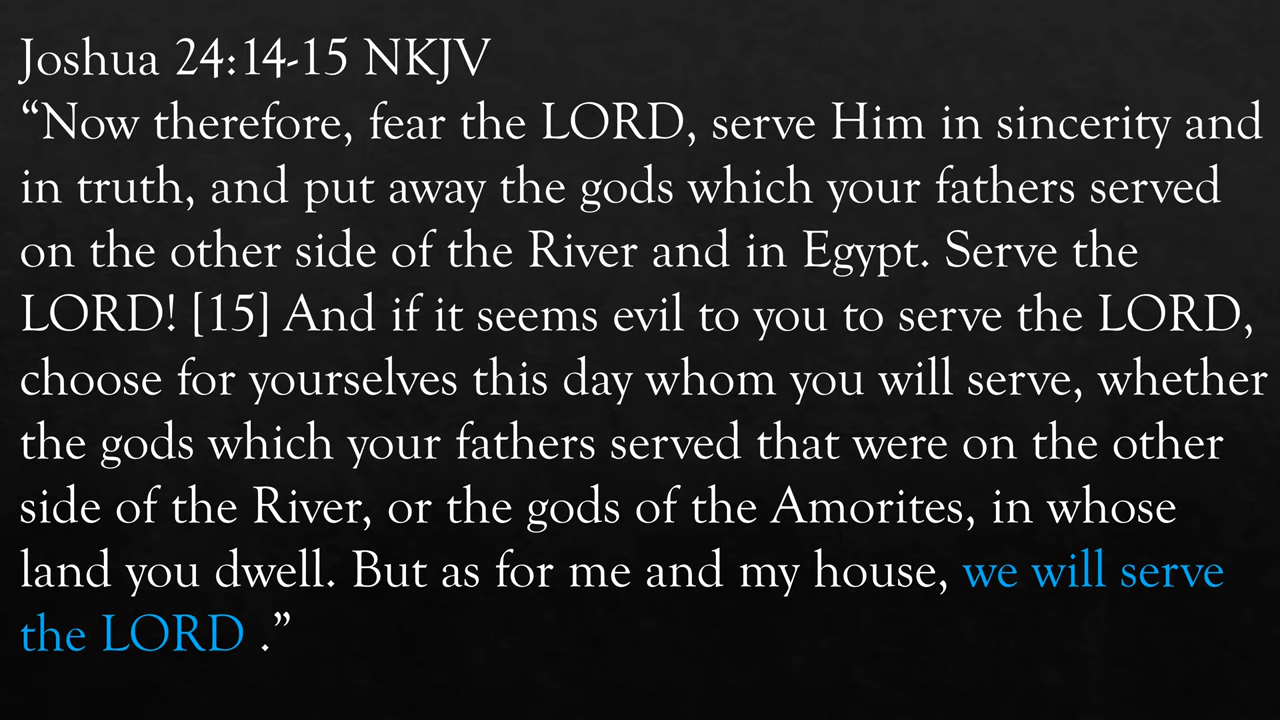 Joshua 24:14-15 NKJV
“Now therefore, fear the LORD, serve Him in sincerity and
in truth, and put away the gods which your fathers served
on the other side of the River and in Egypt. Serve the
LORD! [15] And if it seems evil to you to serve the LORD,
choose for yourselves this day whom you will serve, whether
the gods which your fathers served that were on the other
side of the River, or the gods of the Amorites, in whose
land you dwell. But as for me and my house, we will serve
the LORD .”